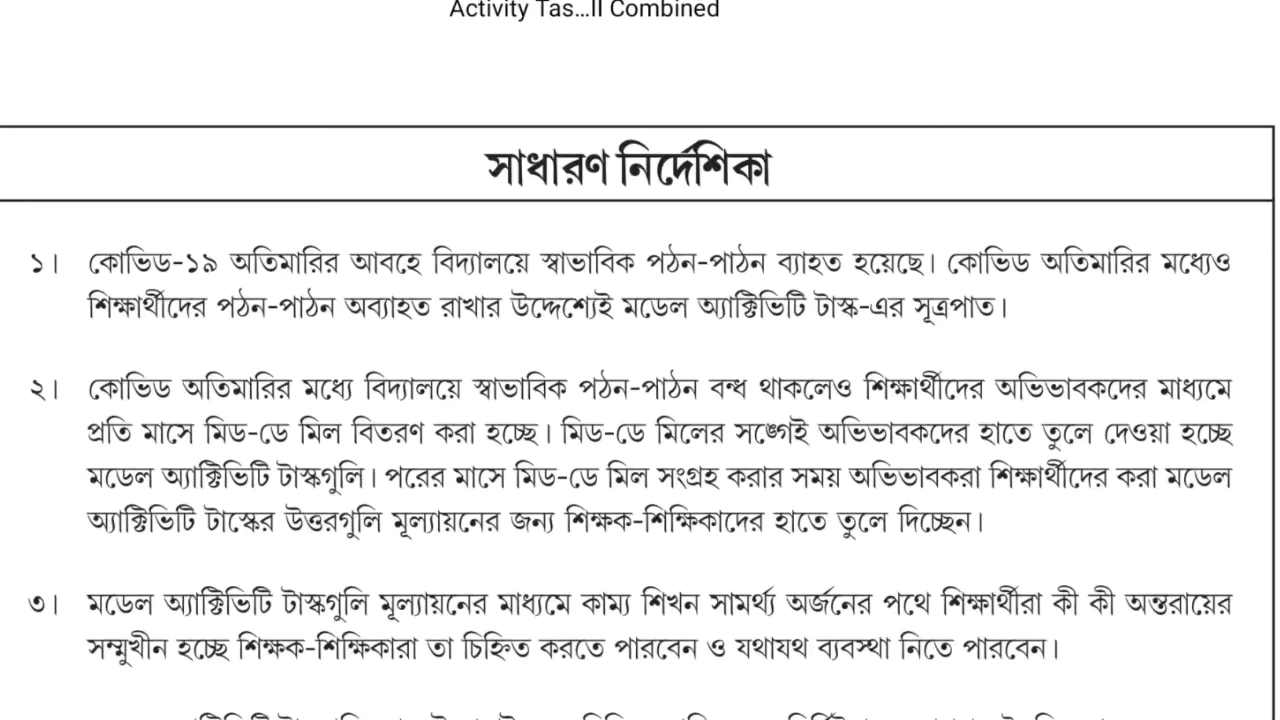 Activity Tas...II Combined
সাধারণ নির্দেশিকা
১। কোভিড-১৯ অতিমারির আবহে বিদ্যালয়ে স্বাভাবিক পঠন-পাঠন ব্যাহত হয়েছে। কোভিড অতিমারির মধ্যেও
শিক্ষার্থীদের পঠন-পাঠন অব্যাহত রাখার উদ্দেশ্যেই মডেল অ্যাক্টিভিটি টাস্ক-এর সূত্রপাত।
২। কোভিড অতিমারির মধ্যে বিদ্যালয়ে স্বাভাবিক পঠন-পাঠন বন্ধ থাকলেও শিক্ষার্থীদের অভিভাবকদের মাধ্যমে
প্রতি মাসে মিড-ডে মিল বিতরণ করা হচ্ছে। মিড-ডে মিলের সঙ্গেই অভিভাবকদের হাতে তুলে দেওয়া হচ্ছে
মডেল অ্যাক্টিভিটি টাস্কগুলি। পরের মাসে মিড-ডে মিল সংগ্রহ করার সময় অভিভাবকরা শিক্ষার্থীদের করা মডেল
অ্যাক্টিভিটি টাস্কের উত্তরগুলি মূল্যায়নের জন্য শিক্ষক-শিক্ষিকাদের হাতে তুলে দিচ্ছেন।
৩। মডেল অ্যাক্টিভিটি টাস্কগুলি মূল্যায়নের মাধ্যমে কাম্য শিখন সামর্থ্য অর্জনের পথে শিক্ষার্থীরা কী কী অন্তরায়ের
সম্মুখীন হচ্ছে শিক্ষক-শিক্ষিকারা তা চিহ্নিত করতে পারবেন ও যথাযথ ব্যবস্থা নিতে পারবেন।